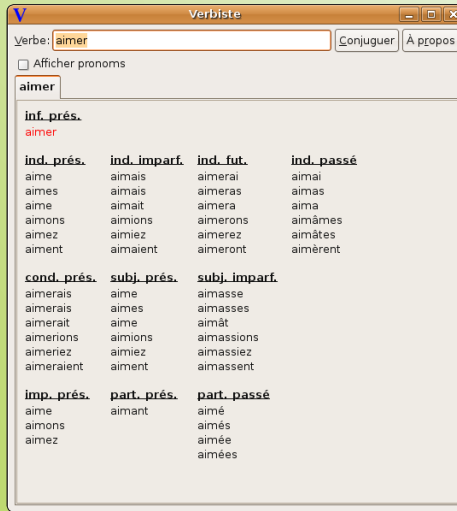 V Verbiste
Verbe: aimer Conjuguer À propos
Afficher pronoms
aimer
inf. prés.
aimer
ind. prés. ind. imparf. ind. fut. ind. passé
aime aimais aimerai aimai
aimes aimais aimeras aimas
aime aimait aimera aima
aimons aimions aimerons aimâmes
aimez aimiez aimerez aimâtes
aiment aimaient aimeront aimèrent
cond. prés. subj. prés. subj. imparf.
aimerais aime aimasse
aimerais aimes aimasses
aimerait aime aimât
aimerions aimions aimassions
aimeriez aimiez aimassiez
aimeraient aiment aimassent
imp. prés. part. prés. part. passé
aime aimant aimé
aimons aimés
aimez aimée
aimées